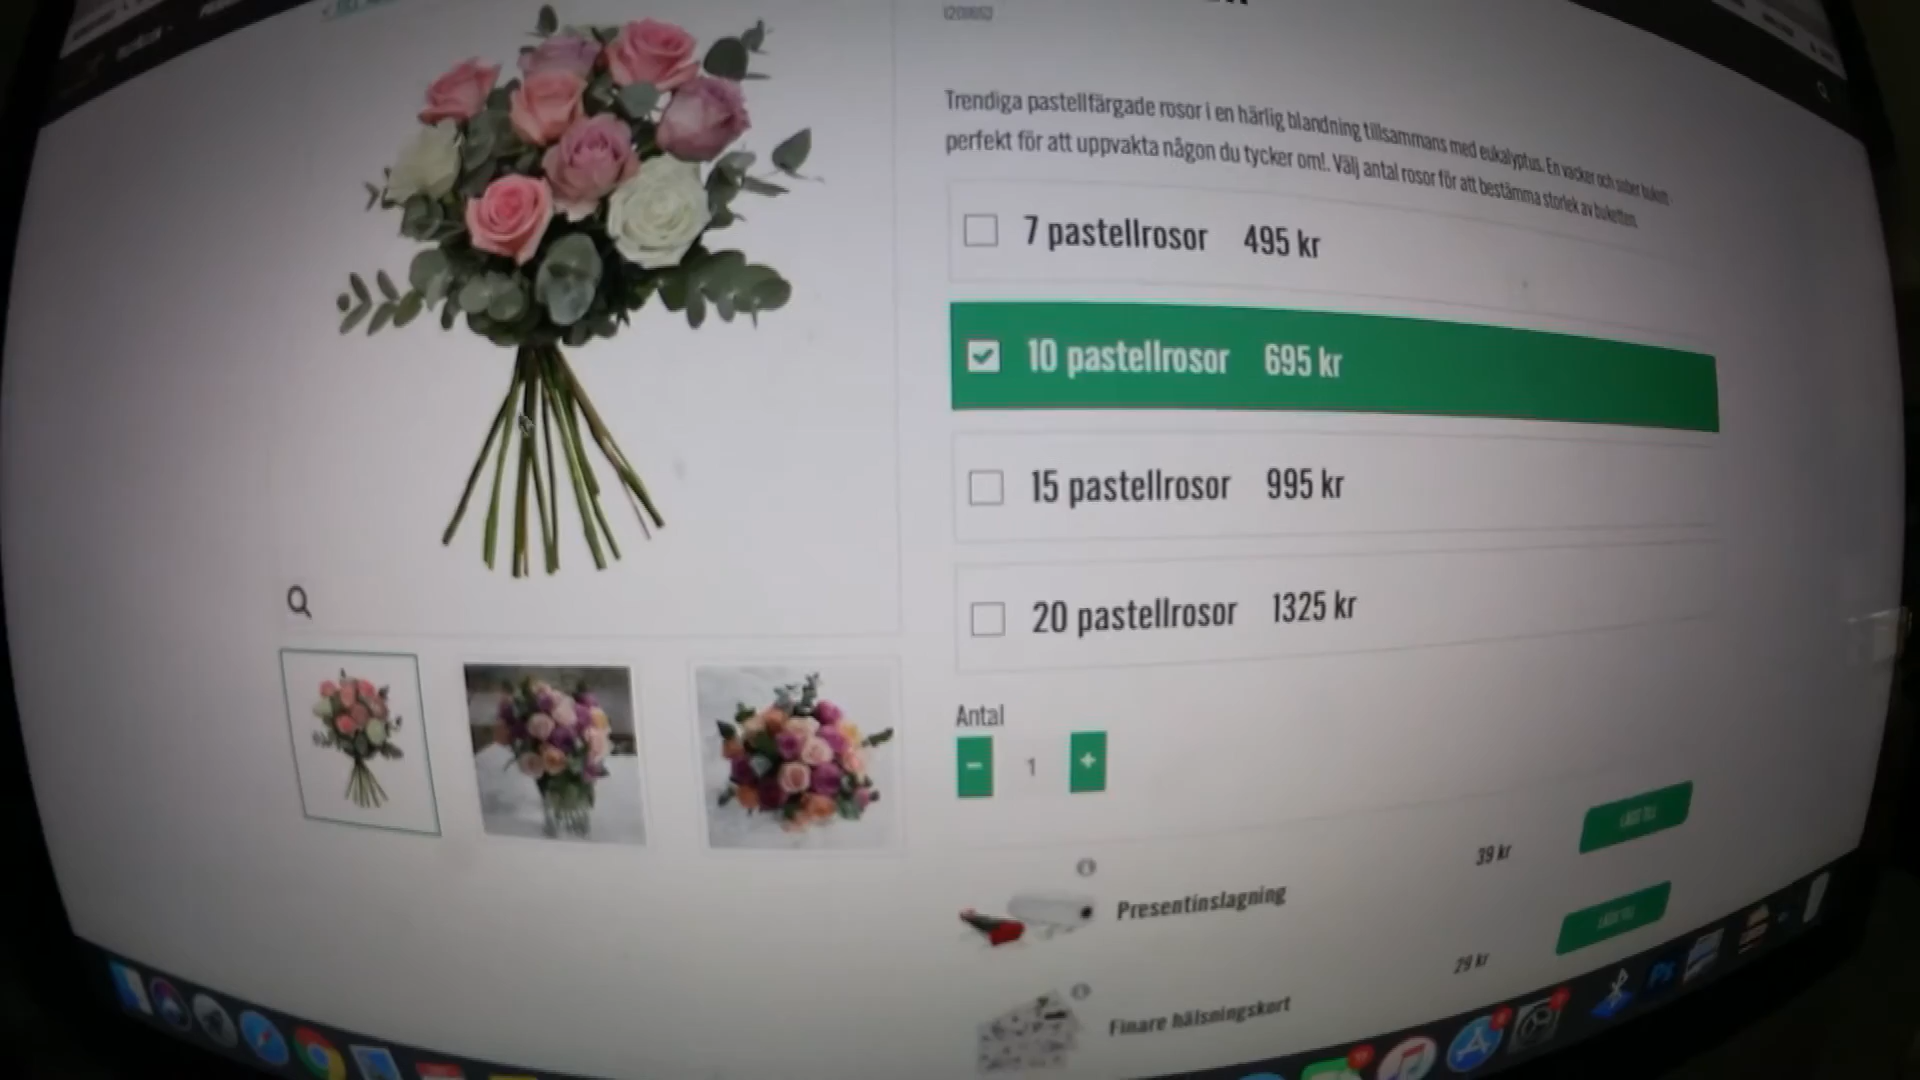 Trendiga pastellfärgade rosor i en härlig blandning tillsammans med eukalyptus. En vacker och bukett
perfekt för att uppvakta någon du tycker om!. Välj antal rosor för att bestämma storlek av buketten.
7 pastellrosor 495 kr
10 pastellrosor 695 kr
15 pastellrosor 995 kr
20 pastellrosor 1325 kr
Antal
- 1 +
39 kr
Presentinslagning
29 kr
Finare hälsningskort
Ps